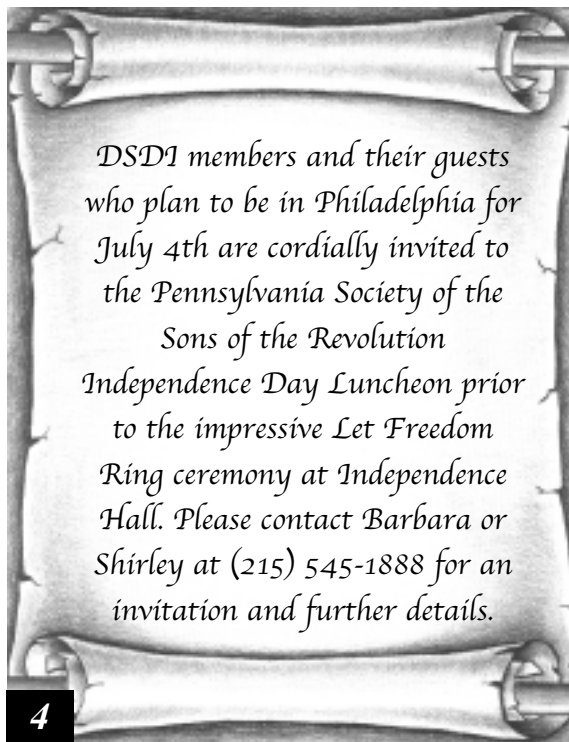 DSDI members and their guests
who plan to be in Philadelphia for
July 4th are cordially invited to
the Pennsylvania Society of the
Sons of the Revolution
Independence Day Luncheon prior
to the impressive Let Freedom
Ring ceremony at Independence
Hall. Please contact Barbara or
Shirley at (215) 545-1888 for an
invitation and further details.
4